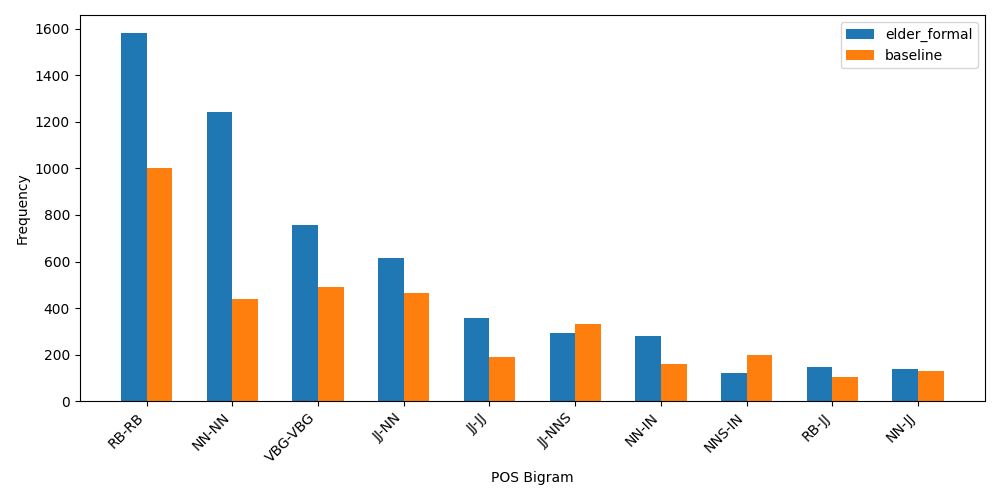 elder_formal
baseline
Frequency
1600
1400
1200
1000
800
600
400
200
0
RB-RB
NN-NN
VBG-VBG
JJ-NN
JJ-JJ
JJ-NNS
NN-IN
NNS-IN
RB-JJ
NN-JJ
POS Bigram